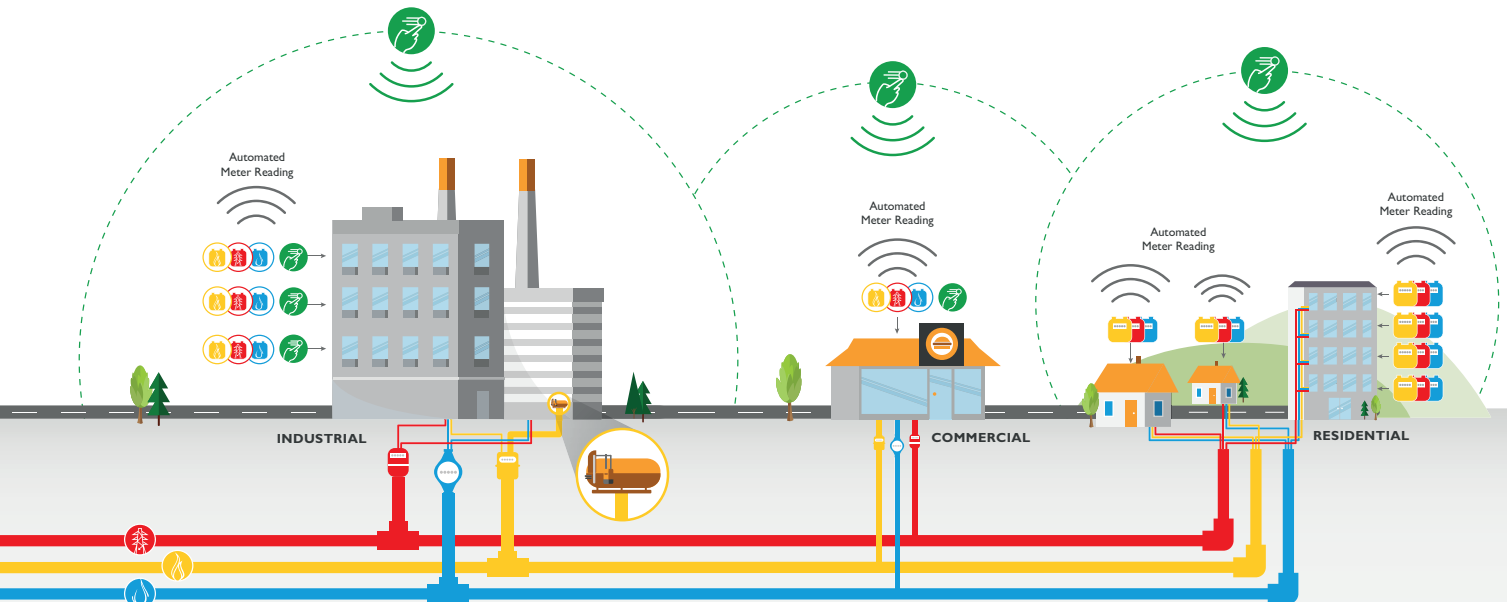 Automated
Meter Reading
Automated
Meter Reading
Automated
Meter Reading
Automated
Meter Reading
INDUSTRIAL
COMMERCIAL
RESIDENTIAL